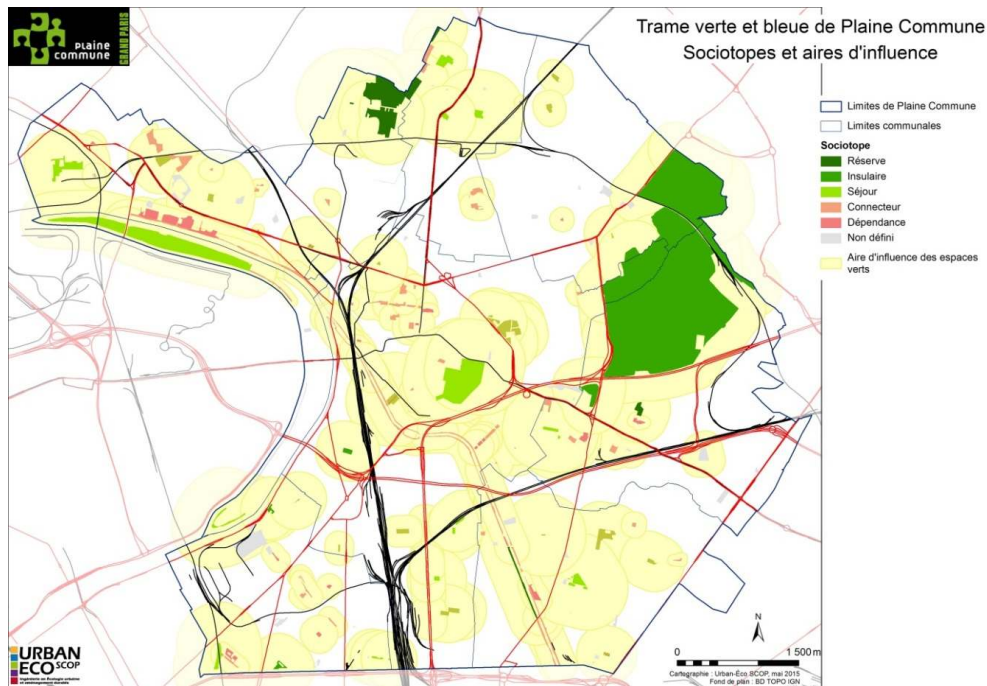 plaine
commune
GRAND PARIS
Trame verte et bleue de Plaine Commune
Sociotopes et aires d'influence
Limites de Plaine Commune
Limites communales
Sociotope
Réserve
Insulaire
Séjour
Connecteur
Dépendance
Non défini
Aire d'influence des espaces
verts
N
0 1 500 m
Cartographie : Urban-Éco SCOP, mai 2015
Fond de plan : BD TOPO IGN
URBAN
ECO SCOP